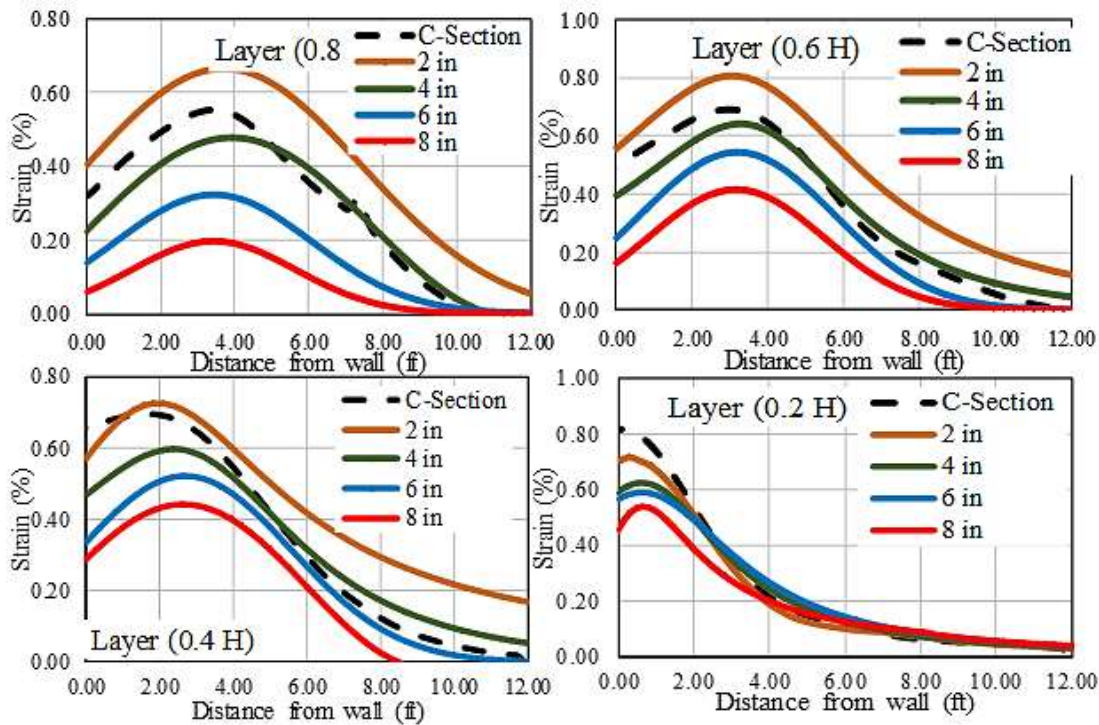 Layer (0.8
C-Section
2 in
4 in
6 in
8 in
Strain (%)
0.80
0.60
0.40
0.20
0.00
0.00 2.00 4.00 6.00 8.00 10.00 12.00
Distance from wall (ft)
Layer (0.6 H)
C-Section
2 in
4 in
6 in
8 in
Strain (%)
1.00
0.80
0.60
0.40
0.20
0.00
0.00 2.00 4.00 6.00 8.00 10.00 12.00
Distance from wall (ft)
Layer (0.4 H)
C-Section
2 in
4 in
6 in
8 in
Strain (%)
0.80
0.60
0.40
0.20
0.00
0.00 2.00 4.00 6.00 8.00 10.00 12.00
Distance from wall (ft)
Layer (0.2 H)
C-Section
2 in
4 in
6 in
8 in
Strain (%)
1.00
0.80
0.60
0.40
0.20
0.00
0.00 2.00 4.00 6.00 8.00 10.00 12.00
Distance from wall (ft)